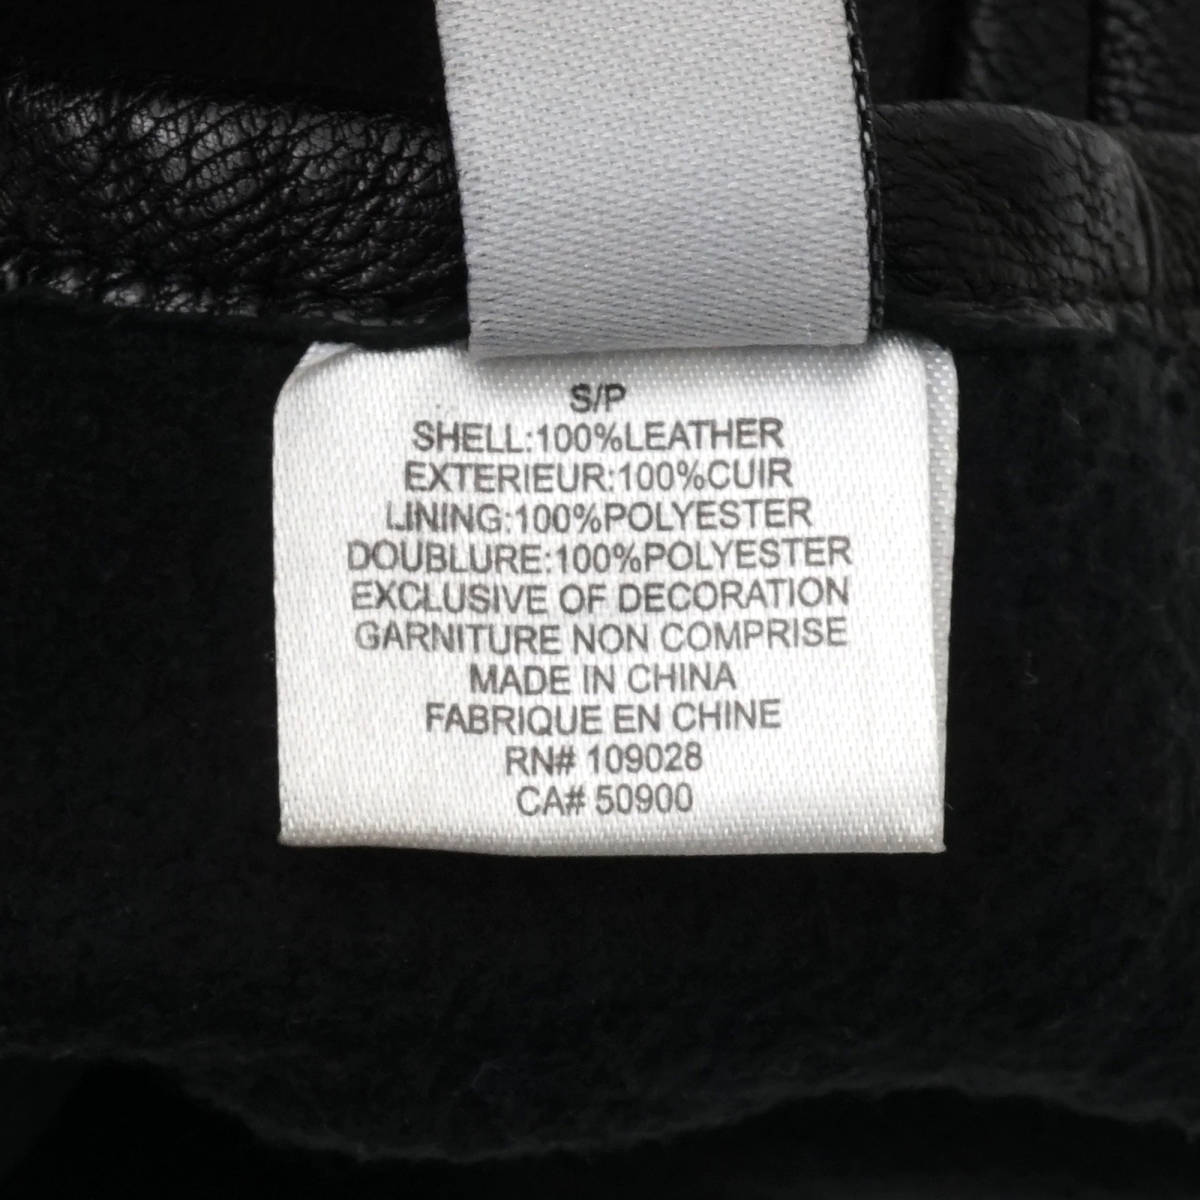 S/P
SHELL:100%LEATHER
EXTERIEUR:100%CUIR
LINING:100%POLYESTER
DOUBLURE:100%POLYESTER
EXCLUSIVE OF DECORATION
GARNITURE NON COMPRISE
MADE IN CHINA
FABRIQUE EN CHINE
RN# 109028
CA# 50900